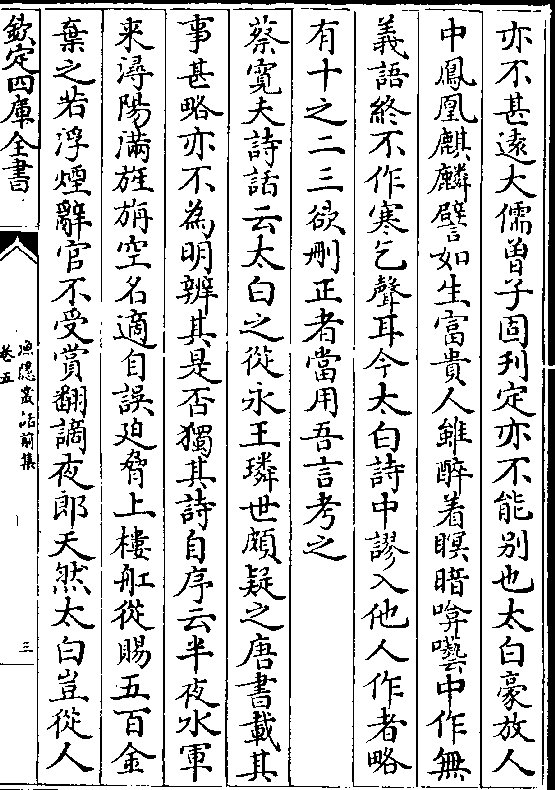 亦不甚逺大儒曽子固刋定亦不能别也太白豪放人
中鳳凰麒麟譬如生富貴人雖醉着瞑暗啽囈中作無
義語終不作寒乞聲耳今太白詩中謬入他人作者略
有十之二三欲刪正者當用吾言考之
蔡寛夫詩話云太白之從永王璘世頗疑之唐書載其
事甚略亦不為明辨其是否獨其詩自序云半夜水軍
來潯陽滿旌旃空名適自誤廹脅上樓舡從賜五百金
棄之若浮煙辭官不受賞翻謫夜郎天然太白豈從人
欽定四庫全書
漁隱叢話前集
卷五
三